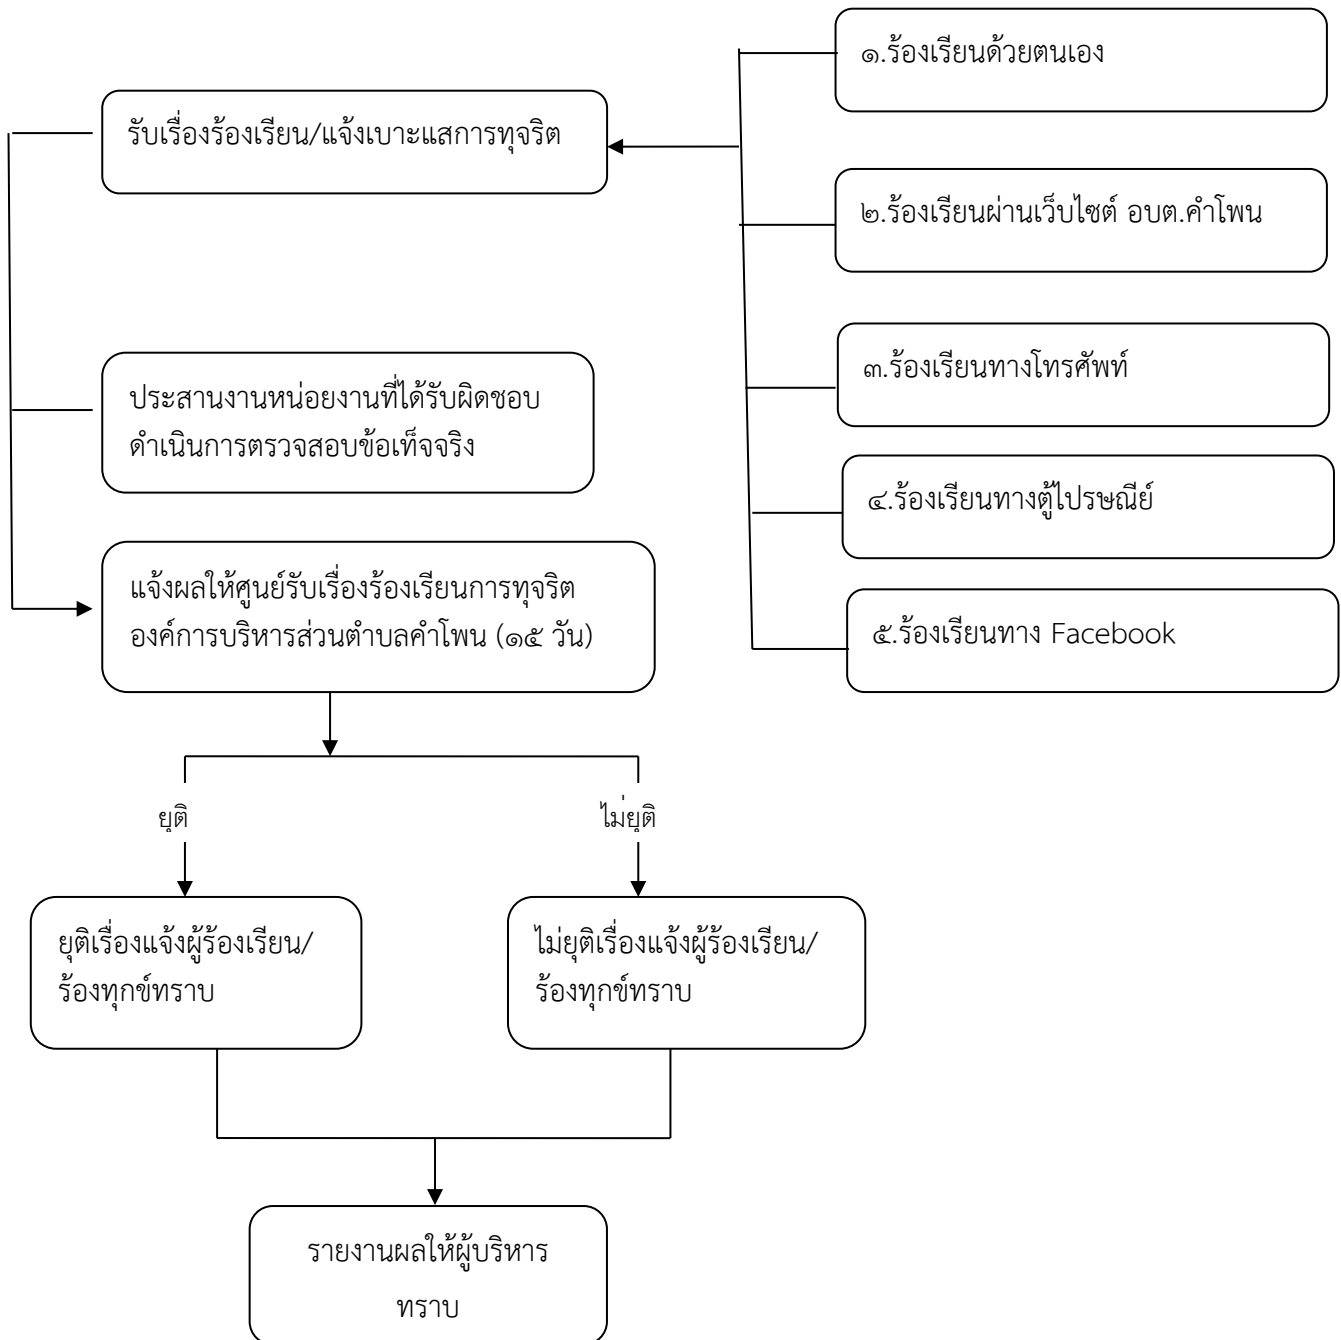 ๑.ร้องเรียนด้วยตนเอง
รับเรื่องร้องเรียน/แจ้งเบาะแสการทุจริต
๒.ร้องเรียนผ่านเว็บไซต์ อบต.คำโพน
๓.ร้องเรียนทางโทรศัพท์
ประสานงานหน่อยงานที่ได้รับผิดชอบ
ดำเนินการตรวจสอบข้อเท็จจริง
๔.ร้องเรียนทางตู้ไปรษณีย์
แจ้งผลให้ศูนย์รับเรื่องร้องเรียนการทุจริต
องค์การบริหารส่วนตำบลคำโพน (๑๕ วัน)
๕.ร้องเรียนทาง Facebook
ยุติ
ไม่ยุติ
ยุติเรื่องแจ้งผู้ร้องเรียน/
ร้องทุกข์ทราบ
ไม่ยุติเรื่องแจ้งผู้ร้องเรียน/
ร้องทุกข์ทราบ
รายงานผลให้ผู้บริหาร
ทราบ